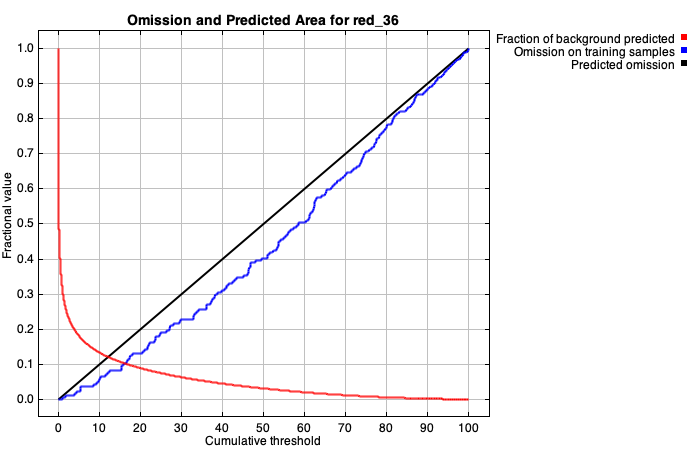 Omission and Predicted Area for red_36
Fraction of background predicted
Omission on training samples
Predicted omission
1.0
0.9
0.8
0.7
0.6
0.5
0.4
0.3
0.2
0.1
0.0
Fractional value
0 10 20 30 40 50 60 70 80 90 100
Cumulative threshold